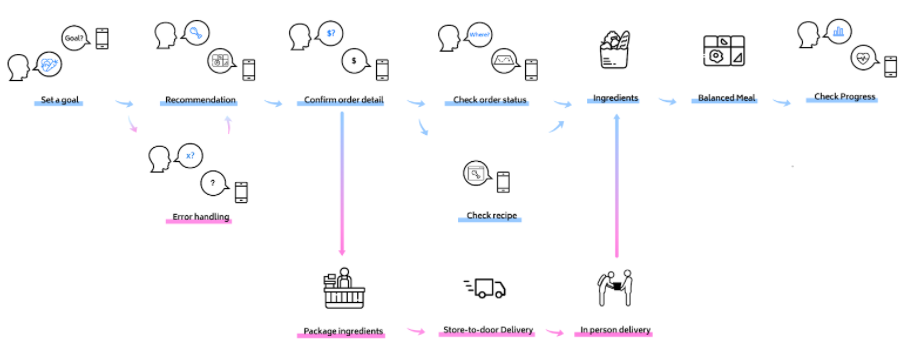 Goal?
$?
$
Where?
Set a goal
Recommendation
Confirm order detail
Check order status
Ingredients
Balanced Meal
Check Progress
x?
?
Error handling
Check recipe
Package ingredients
Store-to-door Delivery
In person delivery